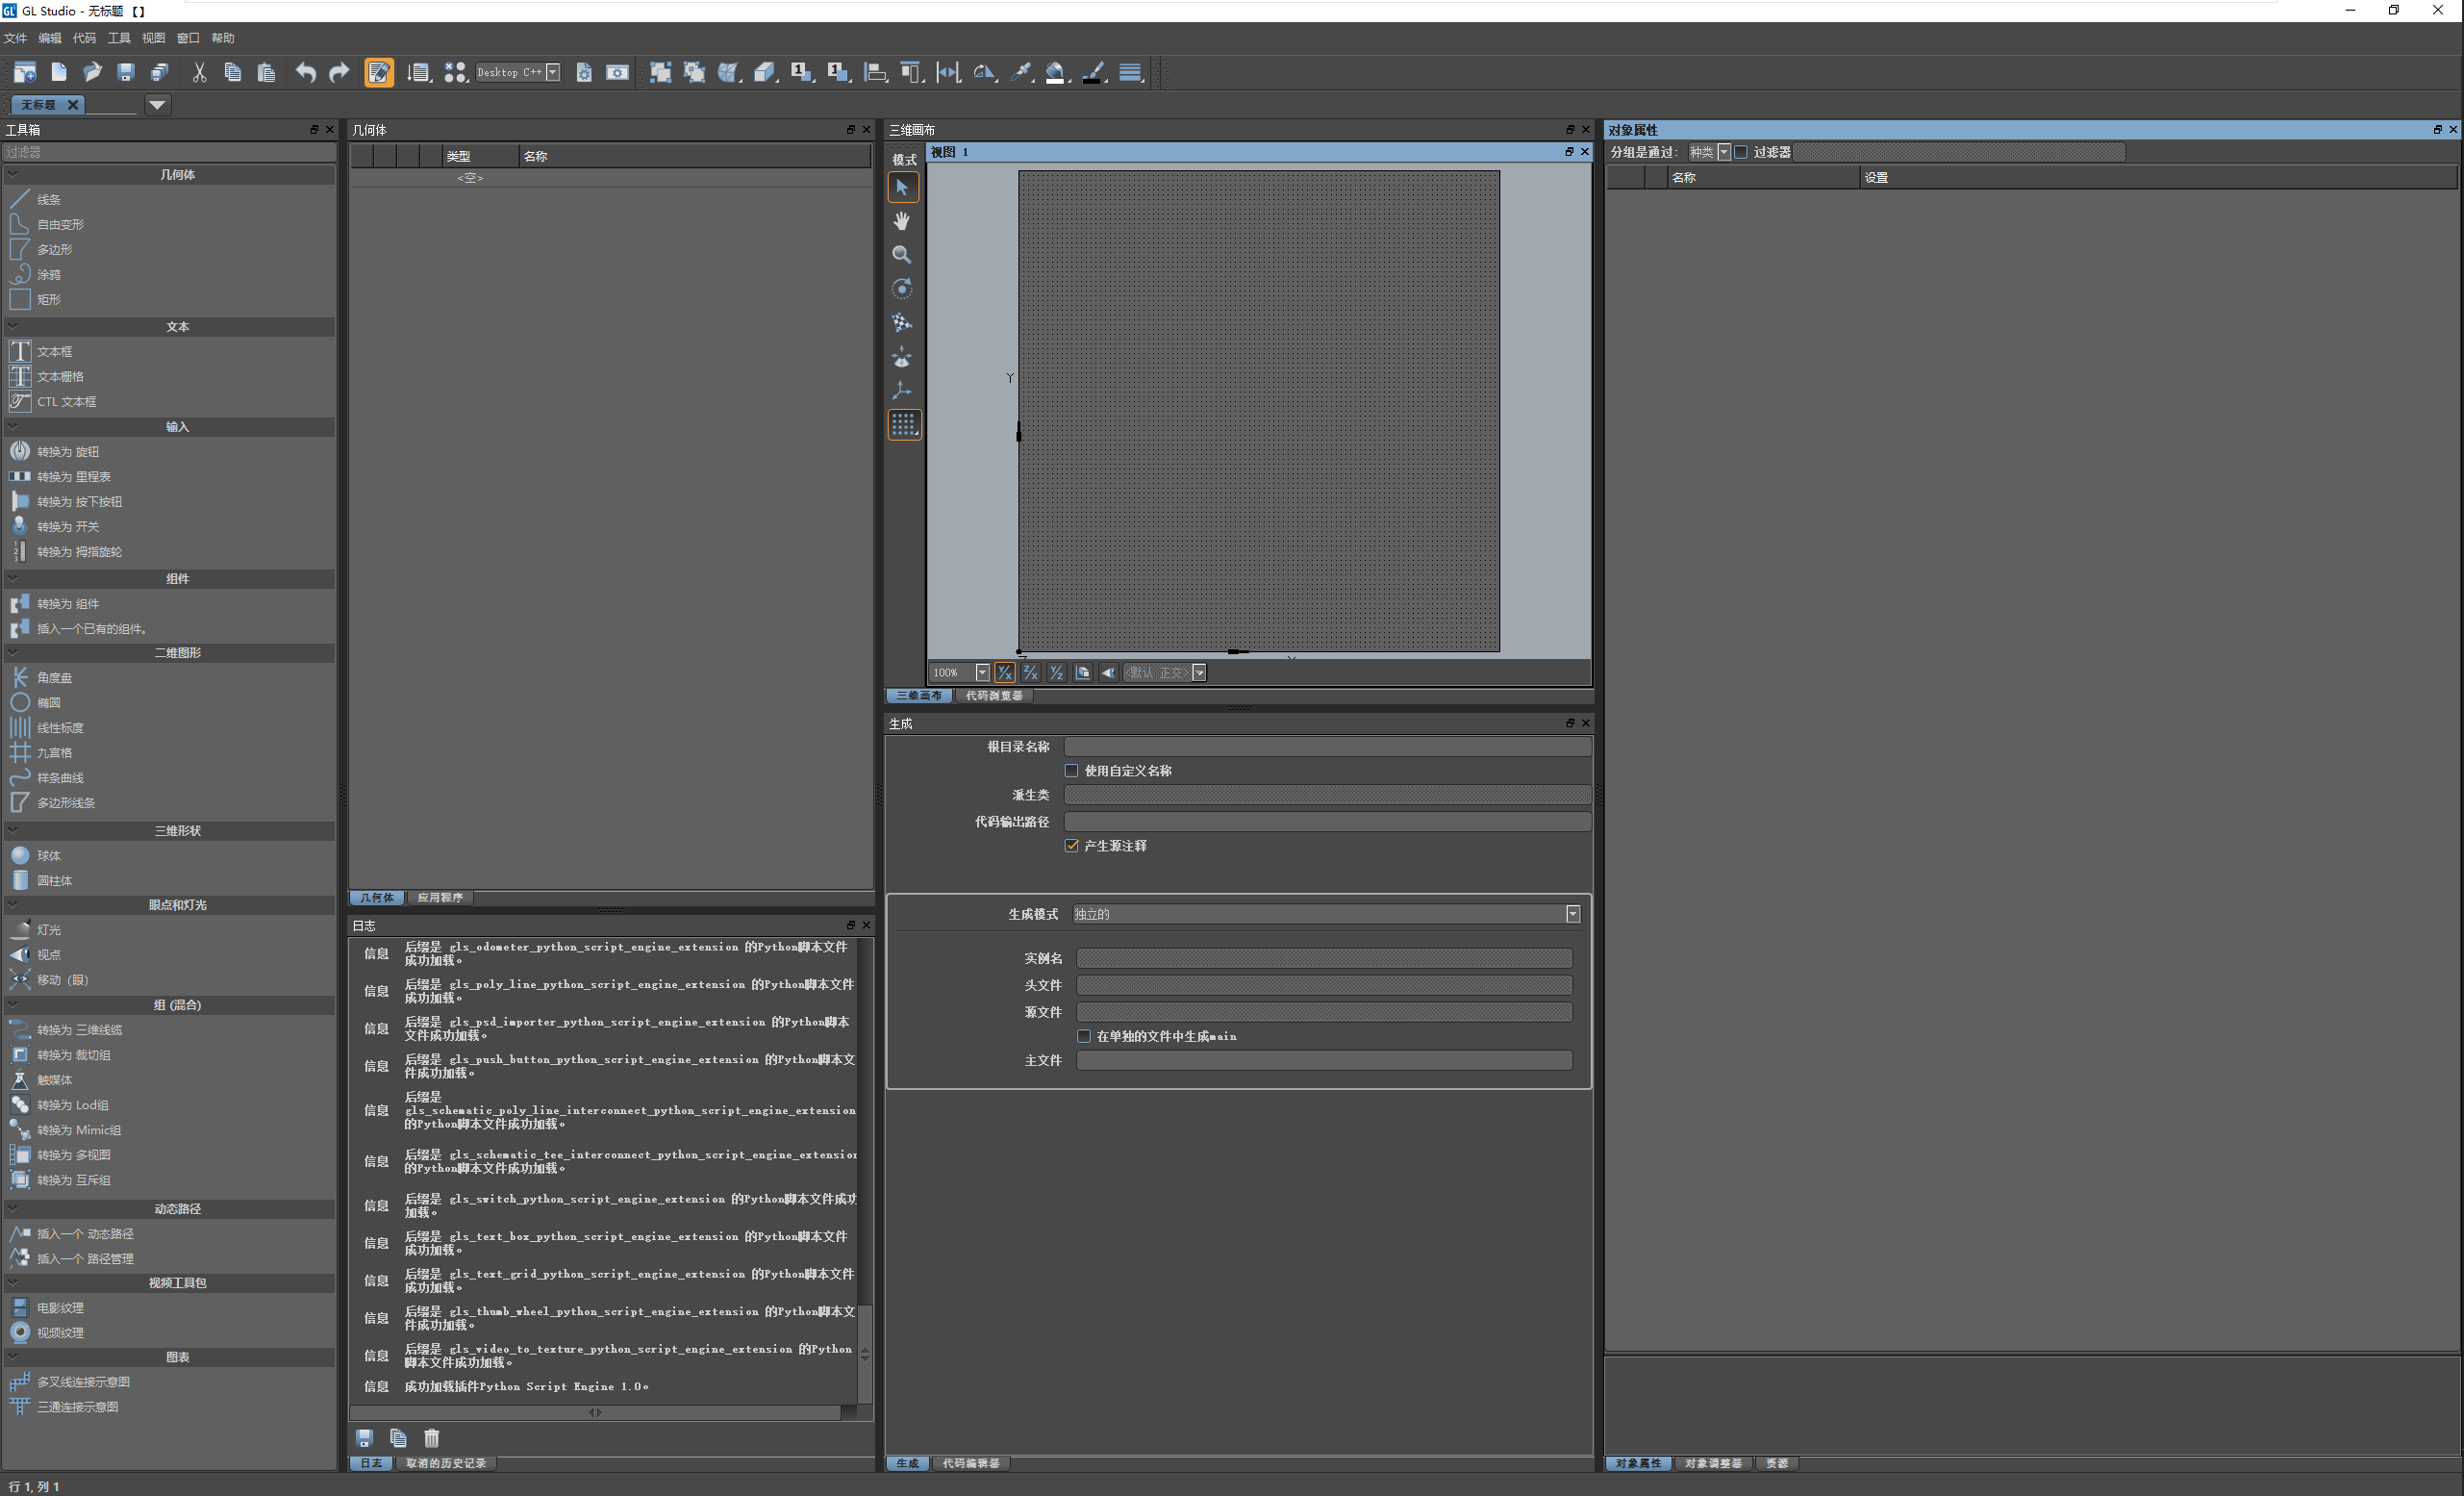 GL Studio - 无标题 【】
文件 编辑 代码 工具 视图 窗口 帮助
Desktop C++
无标题
工具箱
过滤器
几何体
线条
自由变形
多边形
涂鸦
矩形
文本
文本框
文本栅格
CTL 文本框
输入
转换为 旋钮
转换为 里程表
转换为 按下按钮
转换为 开关
转换为 拇指旋轮
组件
转换为 组件
插入一个已有的组件。
二维图形
角度盘
椭圆
线性标度
九宫格
样条曲线
多边形线条
三维形状
球体
圆柱体
眼点和灯光
灯光
视点
移动（眼）
组 (混合)
转换为 三维线缆
转换为 裁切组
触媒体
转换为 Lod组
转换为 Mimic组
转换为 多视图
转换为 互斥组
动态路径
插入一个 动态路径
插入一个 路径管理
视频工具包
电影纹理
视频纹理
图表
多叉线连接示意图
三通连接示意图
几何体
类型 名称
<空>
几何体 应用程序
日志
信息 后缀是 gls_odometer_python_script_engine_extension 的Python脚本文件
成功加载。
信息 后缀是 gls_poly_line_python_script_engine_extension 的Python脚本文件
成功加载。
信息 后缀是 gls_psd_importer_python_script_engine_extension 的Python脚本
文件成功加载。
信息 后缀是 gls_push_button_python_script_engine_extension 的Python脚本文
件成功加载。
信息 后缀是
gls_schematic_poly_line_interconnect_python_script_engine_extension
的Python脚本文件成功加载。
信息 后缀是 gls_schematic_tee_interconnect_python_script_engine_extension
的Python脚本文件成功加载。
信息 后缀是 gls_switch_python_script_engine_extension 的Python脚本文件成功
加载。
信息 后缀是 gls_text_box_python_script_engine_extension 的Python脚本文件
成功加载。
信息 后缀是 gls_text_grid_python_script_engine_extension 的Python脚本文件
成功加载。
信息 后缀是 gls_thumb_wheel_python_script_engine_extension 的Python脚本文
件成功加载。
信息 后缀是 gls_video_to_texture_python_script_engine_extension 的Python
脚本文件成功加载。
信息 成功加载插件Python Script Engine 1.0。
日志 取消的历史记录
行 1, 列 1
三维画布
模式
视图 1
Y
100% Y/X Z/X Y/Z <默认 正交>
三维画布 代码浏览器
生成
根目录名称
使用自定义名称
派生类
代码输出路径
产生源注释
生成模式 独立的
实例名
头文件
源文件
在单独的文件中生成main
主文件
生成 代码编辑器
对象属性
分组是通过: 种类 过滤器
名称 设置
对象属性 对象调整器 资源